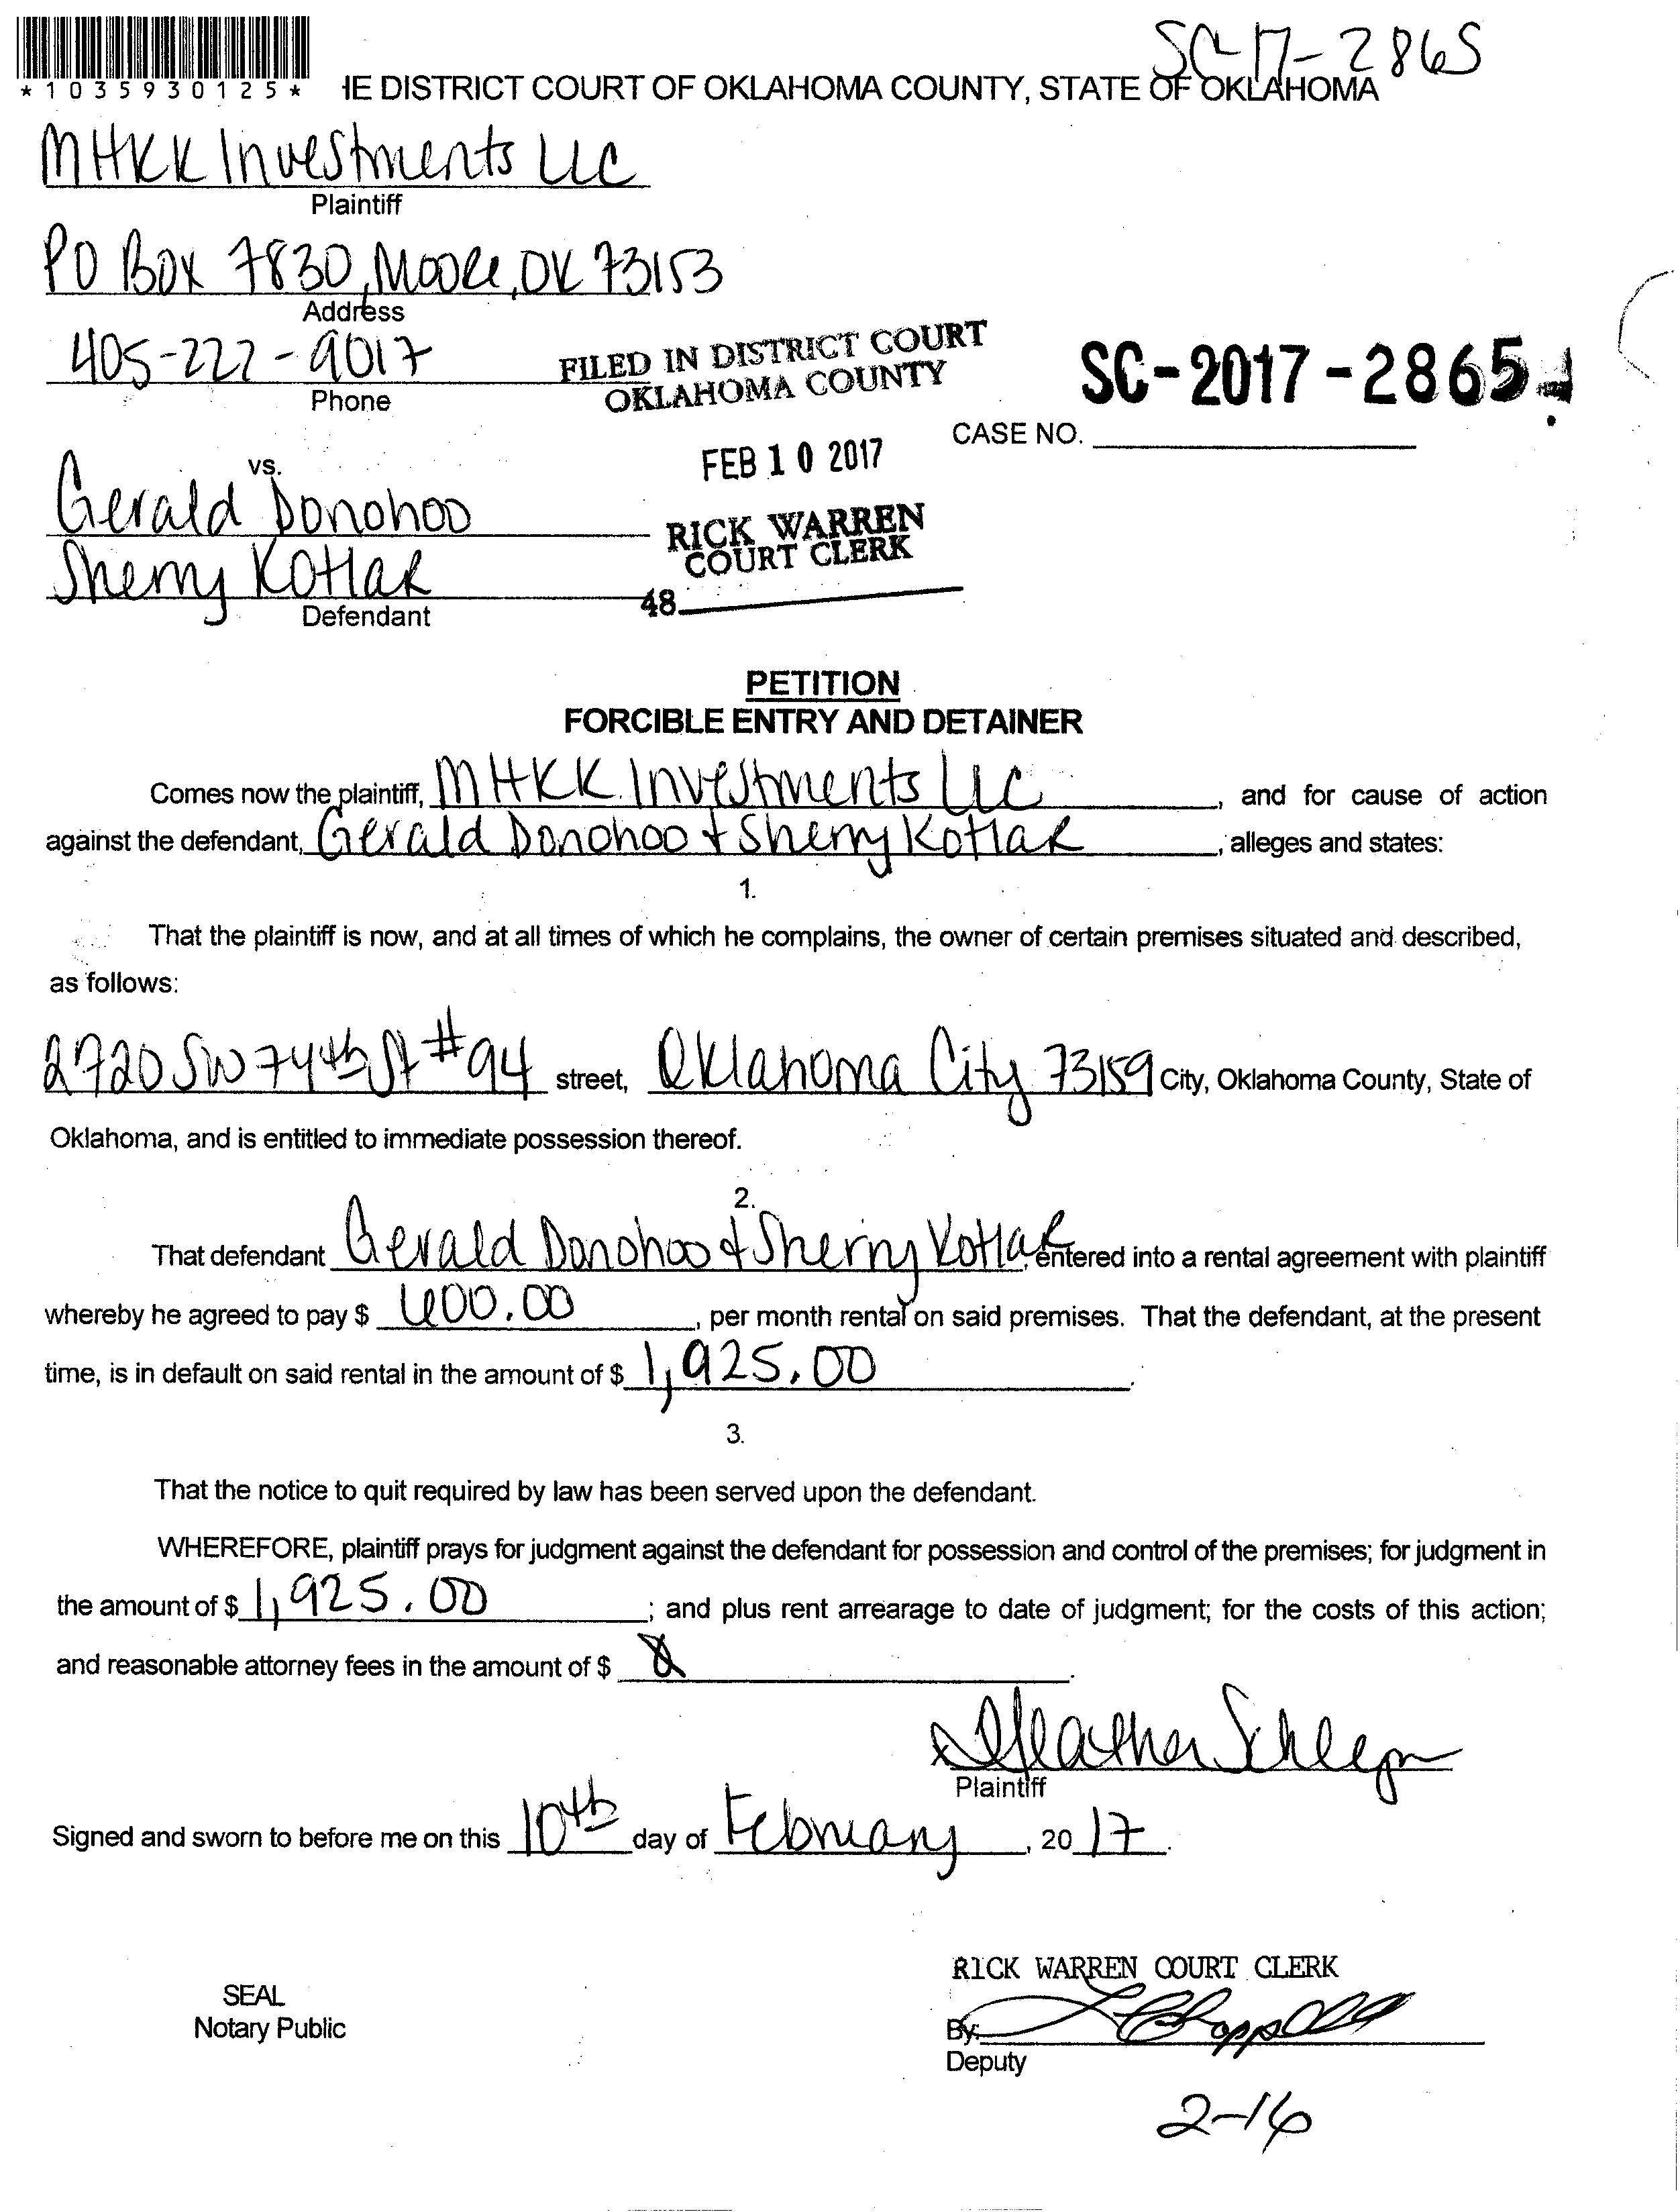 SC-17-2865
*1035930125*
IE DISTRICT COURT OF OKLAHOMA COUNTY, STATE OF OKLAHOMA
MHKK Investments LLC
Plaintiff
PO Box 7830, Moore, OK 73153
Address
405-222-9017
Phone
FILED IN DISTRICT COURT
OKLAHOMA COUNTY
SC-2017-2865
CASE NO.
FEB 10 2017
vs.
Gerald Donohoo
RICK WARREN
COURT CLERK
Sherry Kotlar
48
Defendant
PETITION
FORCIBLE ENTRY AND DETAINER
Comes now the plaintiff, MHKK Investments LLC, and for cause of action
against the defendant, Gerald Donohoo + Sherry Kotlar, alleges and states:
1.
That the plaintiff is now, and at all times of which he complains, the owner of certain premises situated and described,
as follows:
2720 SW 74th St #94 street, Oklahoma City 73159 City, Oklahoma County, State of
Oklahoma, and is entitled to immediate possession thereof.
2.
That defendant Gerald Donohoo + Sherry Kotlar, entered into a rental agreement with plaintiff
whereby he agreed to pay $ 600.00, per month rental on said premises. That the defendant, at the present
time, is in default on said rental in the amount of $ 1,925.00.
3.
That the notice to quit required by law has been served upon the defendant.
WHEREFORE, plaintiff prays for judgment against the defendant for possession and control of the premises; for judgment in
the amount of $ 1,925.00; and plus rent arrearage to date of judgment; for the costs of this action;
and reasonable attorney fees in the amount of $
x Heather Schlegn
Plaintiff
Signed and sworn to before me on this 10th day of February, 2017.
RICK WARREN COURT CLERK
SEAL
Notary Public
By:
Deputy
2-16